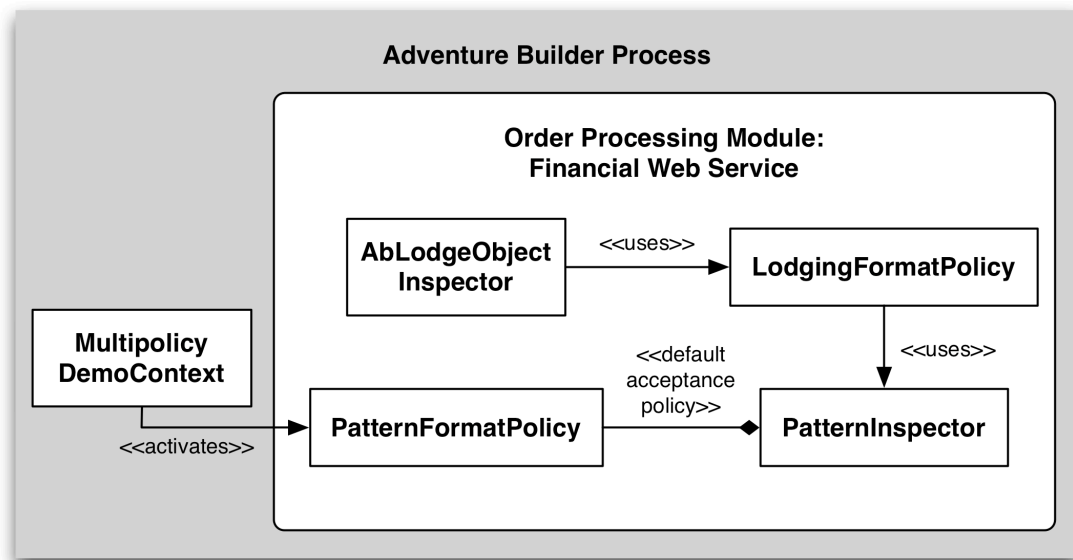 Adventure Builder Process
Order Processing Module:
Financial Web Service
AbLodgeObject
Inspector
<<uses>>
LodgingFormatPolicy
Multipolicy
DemoContext
<<default
acceptance
policy>>
<<uses>>
<<activates>>
PatternFormatPolicy
PatternInspector